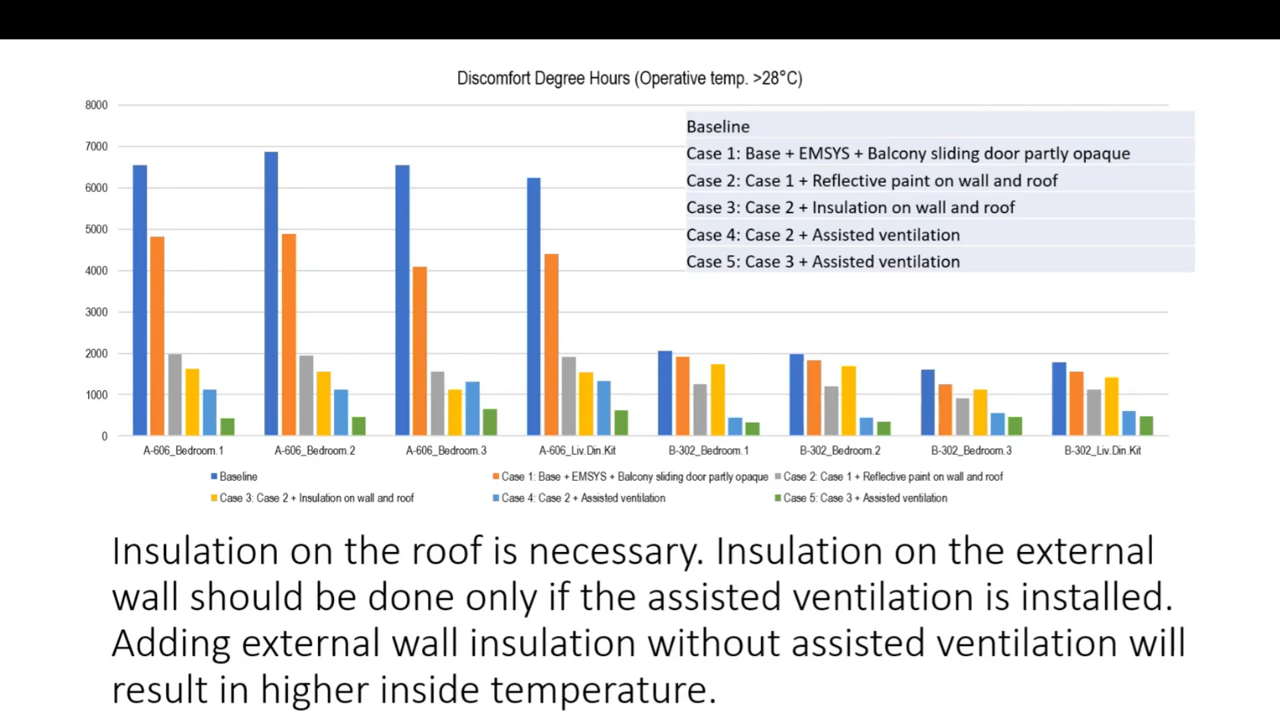 Discomfort Degree Hours (Operative temp. >28°C)
8000
7000
6000
5000
4000
3000
2000
1000
0
Baseline
Case 1: Base + EMSYS + Balcony sliding door partly opaque
Case 2: Case 1 + Reflective paint on wall and roof
Case 3: Case 2 + Insulation on wall and roof
Case 4: Case 2 + Assisted ventilation
Case 5: Case 3 + Assisted ventilation
A-606_Bedroom.1 A-606_Bedroom.2 A-606_Bedroom.3 A-606_Liv.Din.Kit B-302_Bedroom.1 B-302_Bedroom.2 B-302_Bedroom.3 B-302_Liv.Din.Kit
Baseline Case 1: Base + EMSYS + Balcony sliding door partly opaque Case 2: Case 1 + Reflective paint on wall and roof
Case 3: Case 2 + Insulation on wall and roof Case 4: Case 2 + Assisted ventilation Case 5: Case 3 + Assisted ventilation
Insulation on the roof is necessary. Insulation on the external
wall should be done only if the assisted ventilation is installed.
Adding external wall insulation without assisted ventilation will
result in higher inside temperature.